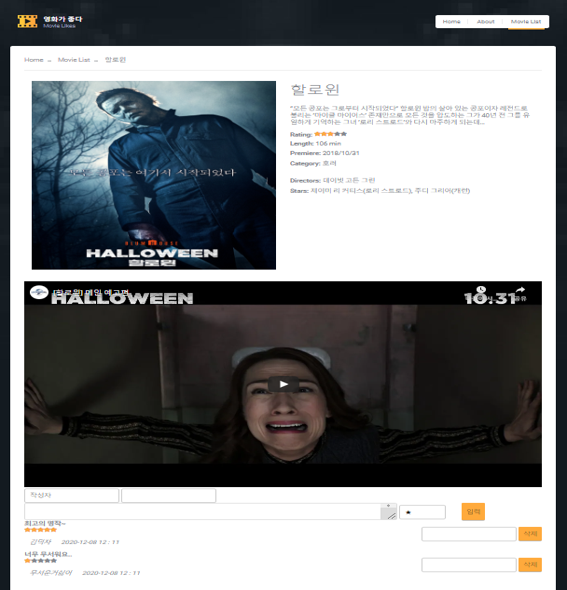 영화가 좋다
Movie Likes
Home About Movie List
Home Movie List 할로윈
할로윈
"모든 공포는 그로부터 시작되었다" 할로윈 밤의 살아 있는 공포이자 레전드로
불리는 '마이클 마이어스' 존재만으로 모든 것을 압도하는 그가 40년 전 그를 유
일하게 기억하는 그녀 '로리 스트로드'와 다시 마주하게 되는데...
Rating:
Length: 106 min
Premiere: 2018/10/31
Category: 호러
Directors: 데이빗 고든 그린
Stars: 제이미 리 커티스(로리 스트로드), 주디 그리어(캐런)
모든 공포는 여기서 시작되었다
HALLOWEEN
할로윈
[할로윈] 메인 예고편
HALLOWEEN
10.31
공유
작성자
입력
최고의 명작~
김덕자 2020-12-08 12 : 11
삭제
너무 무서워요..
무서운거싫어 2020-12-08 12 : 11
삭제